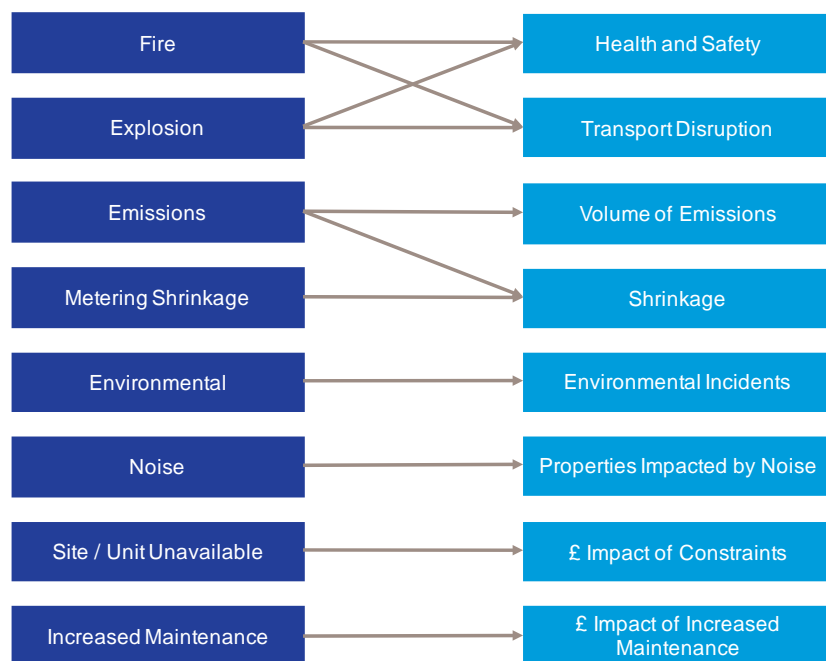 Fire
Health and Safety
Explosion
Transport Disruption
Emissions
Volume of Emissions
Metering Shrinkage
Shrinkage
Environmental
Environmental Incidents
Noise
Properties Impacted by Noise
Site / Unit Unavailable
£ Impact of Constraints
Increased Maintenance
£ Impact of Increased
Maintenance